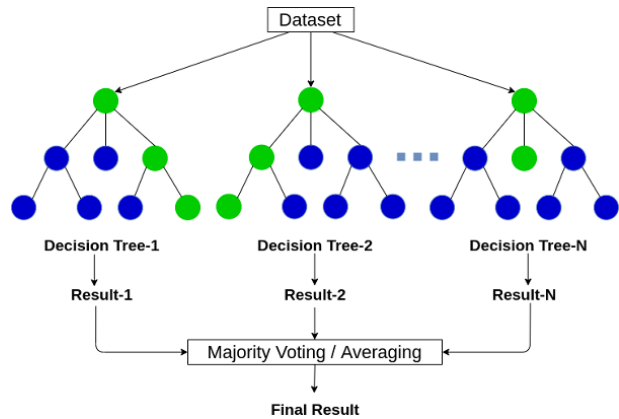 Dataset
Decision Tree-1
Decision Tree-2
Decision Tree-N
Result-1
Result-2
Result-N
Majority Voting / Averaging
Final Result